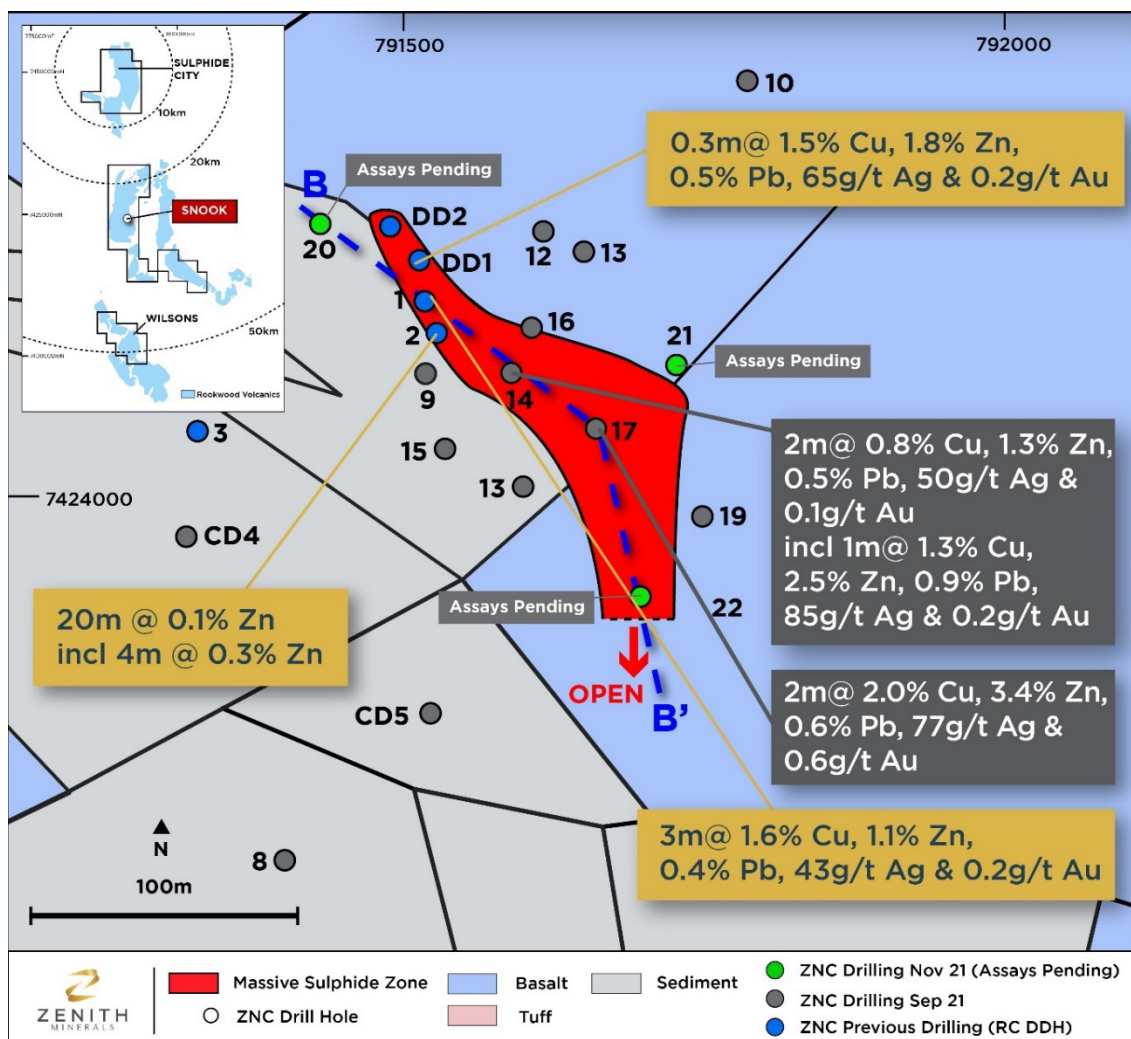 791500
792000
775000mE
800000mE
7450000mN
SULPHIDE
CITY
10km
20km
7425000mN
SNOOK
WILSONS
50km
7400000mN
Rookwood Volcanics
10
0.3m@ 1.5% Cu, 1.8% Zn,
0.5% Pb, 65g/t Ag & 0.2g/t Au
Assays Pending
B
20
DD2
DD1
12
13
1
2
16
21
Assays Pending
9
14
3
15
17
13
19
7424000
CD4
2m@ 0.8% Cu, 1.3% Zn,
0.5% Pb, 50g/t Ag &
0.1g/t Au
incl 1m@ 1.3% Cu,
2.5% Zn, 0.9% Pb,
85g/t Ag & 0.2g/t Au
Assays Pending
22
20m @ 0.1% Zn
incl 4m @ 0.3% Zn
OPEN
B'
CD5
2m@ 2.0% Cu, 3.4% Zn,
0.6% Pb, 77g/t Ag &
0.6g/t Au
3m@ 1.6% Cu, 1.1% Zn,
0.4% Pb, 43g/t Ag & 0.2g/t Au
N
8
100m
ZENITH
MINERALS
Massive Sulphide Zone
ZNC Drill Hole
Basalt
Tuff
Sediment
ZNC Drilling Nov 21 (Assays Pending)
ZNC Drilling Sep 21
ZNC Previous Drilling (RC DDH)